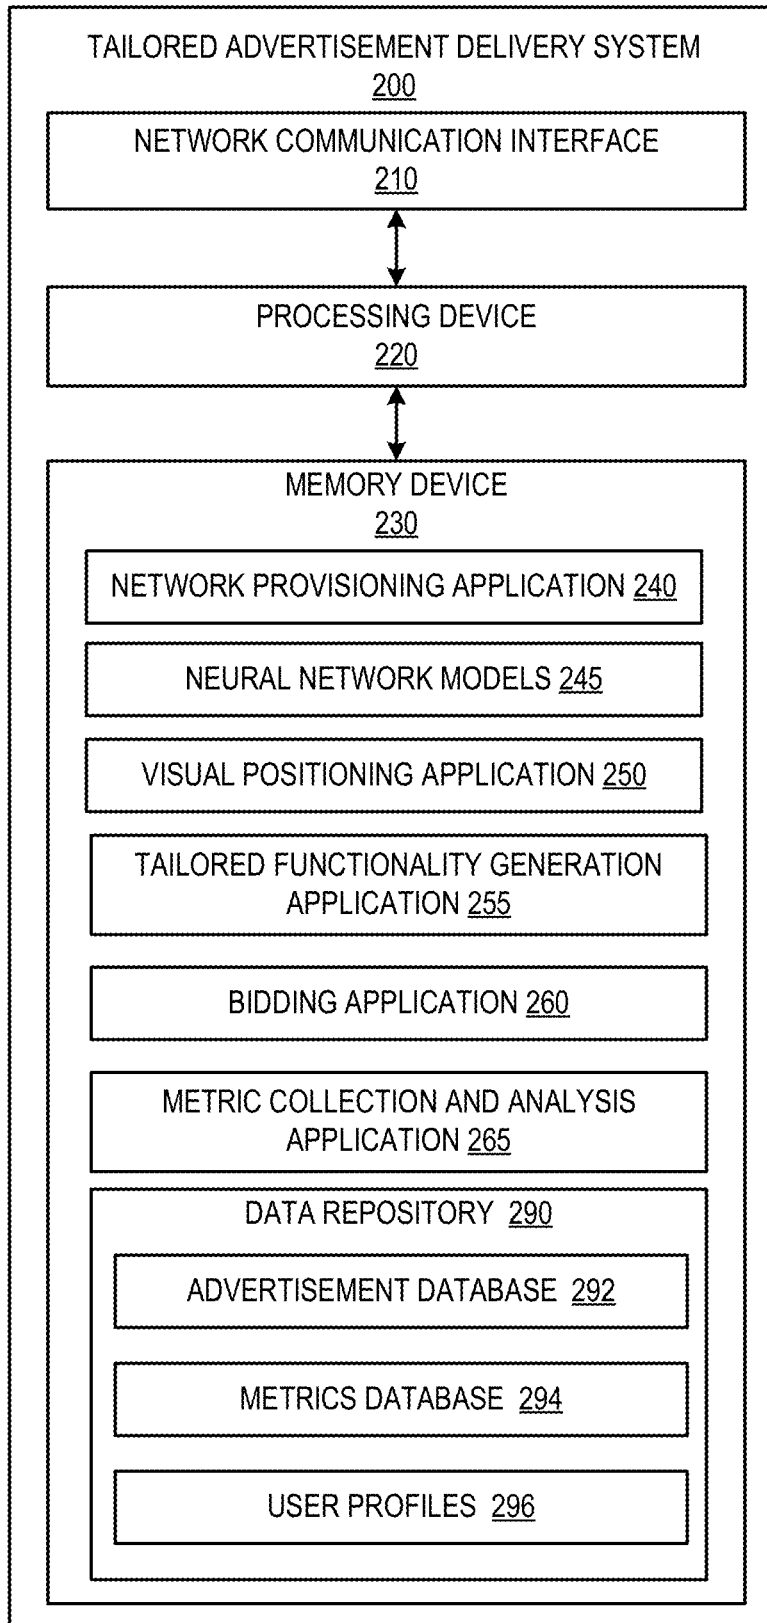 TAILORED ADVERTISEMENT DELIVERY SYSTEM
200
NETWORK COMMUNICATION INTERFACE
210
PROCESSING DEVICE
220
MEMORY DEVICE
230
NETWORK PROVISIONING APPLICATION 240
NEURAL NETWORK MODELS 245
VISUAL POSITIONING APPLICATION 250
TAILORED FUNCTIONALITY GENERATION
APPLICATION 255
BIDDING APPLICATION 260
METRIC COLLECTION AND ANALYSIS
APPLICATION 265
DATA REPOSITORY 290
ADVERTISEMENT DATABASE 292
METRICS DATABASE 294
USER PROFILES 296